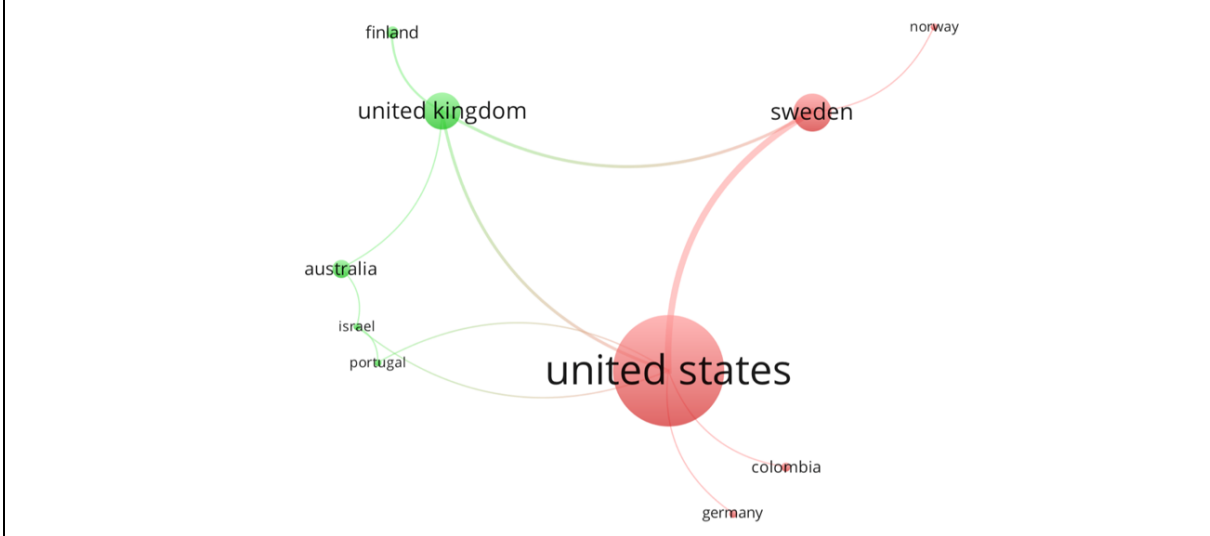 finland
norway
united kingdom
sweden
australia
israel
portugal
united states
colombia
germany